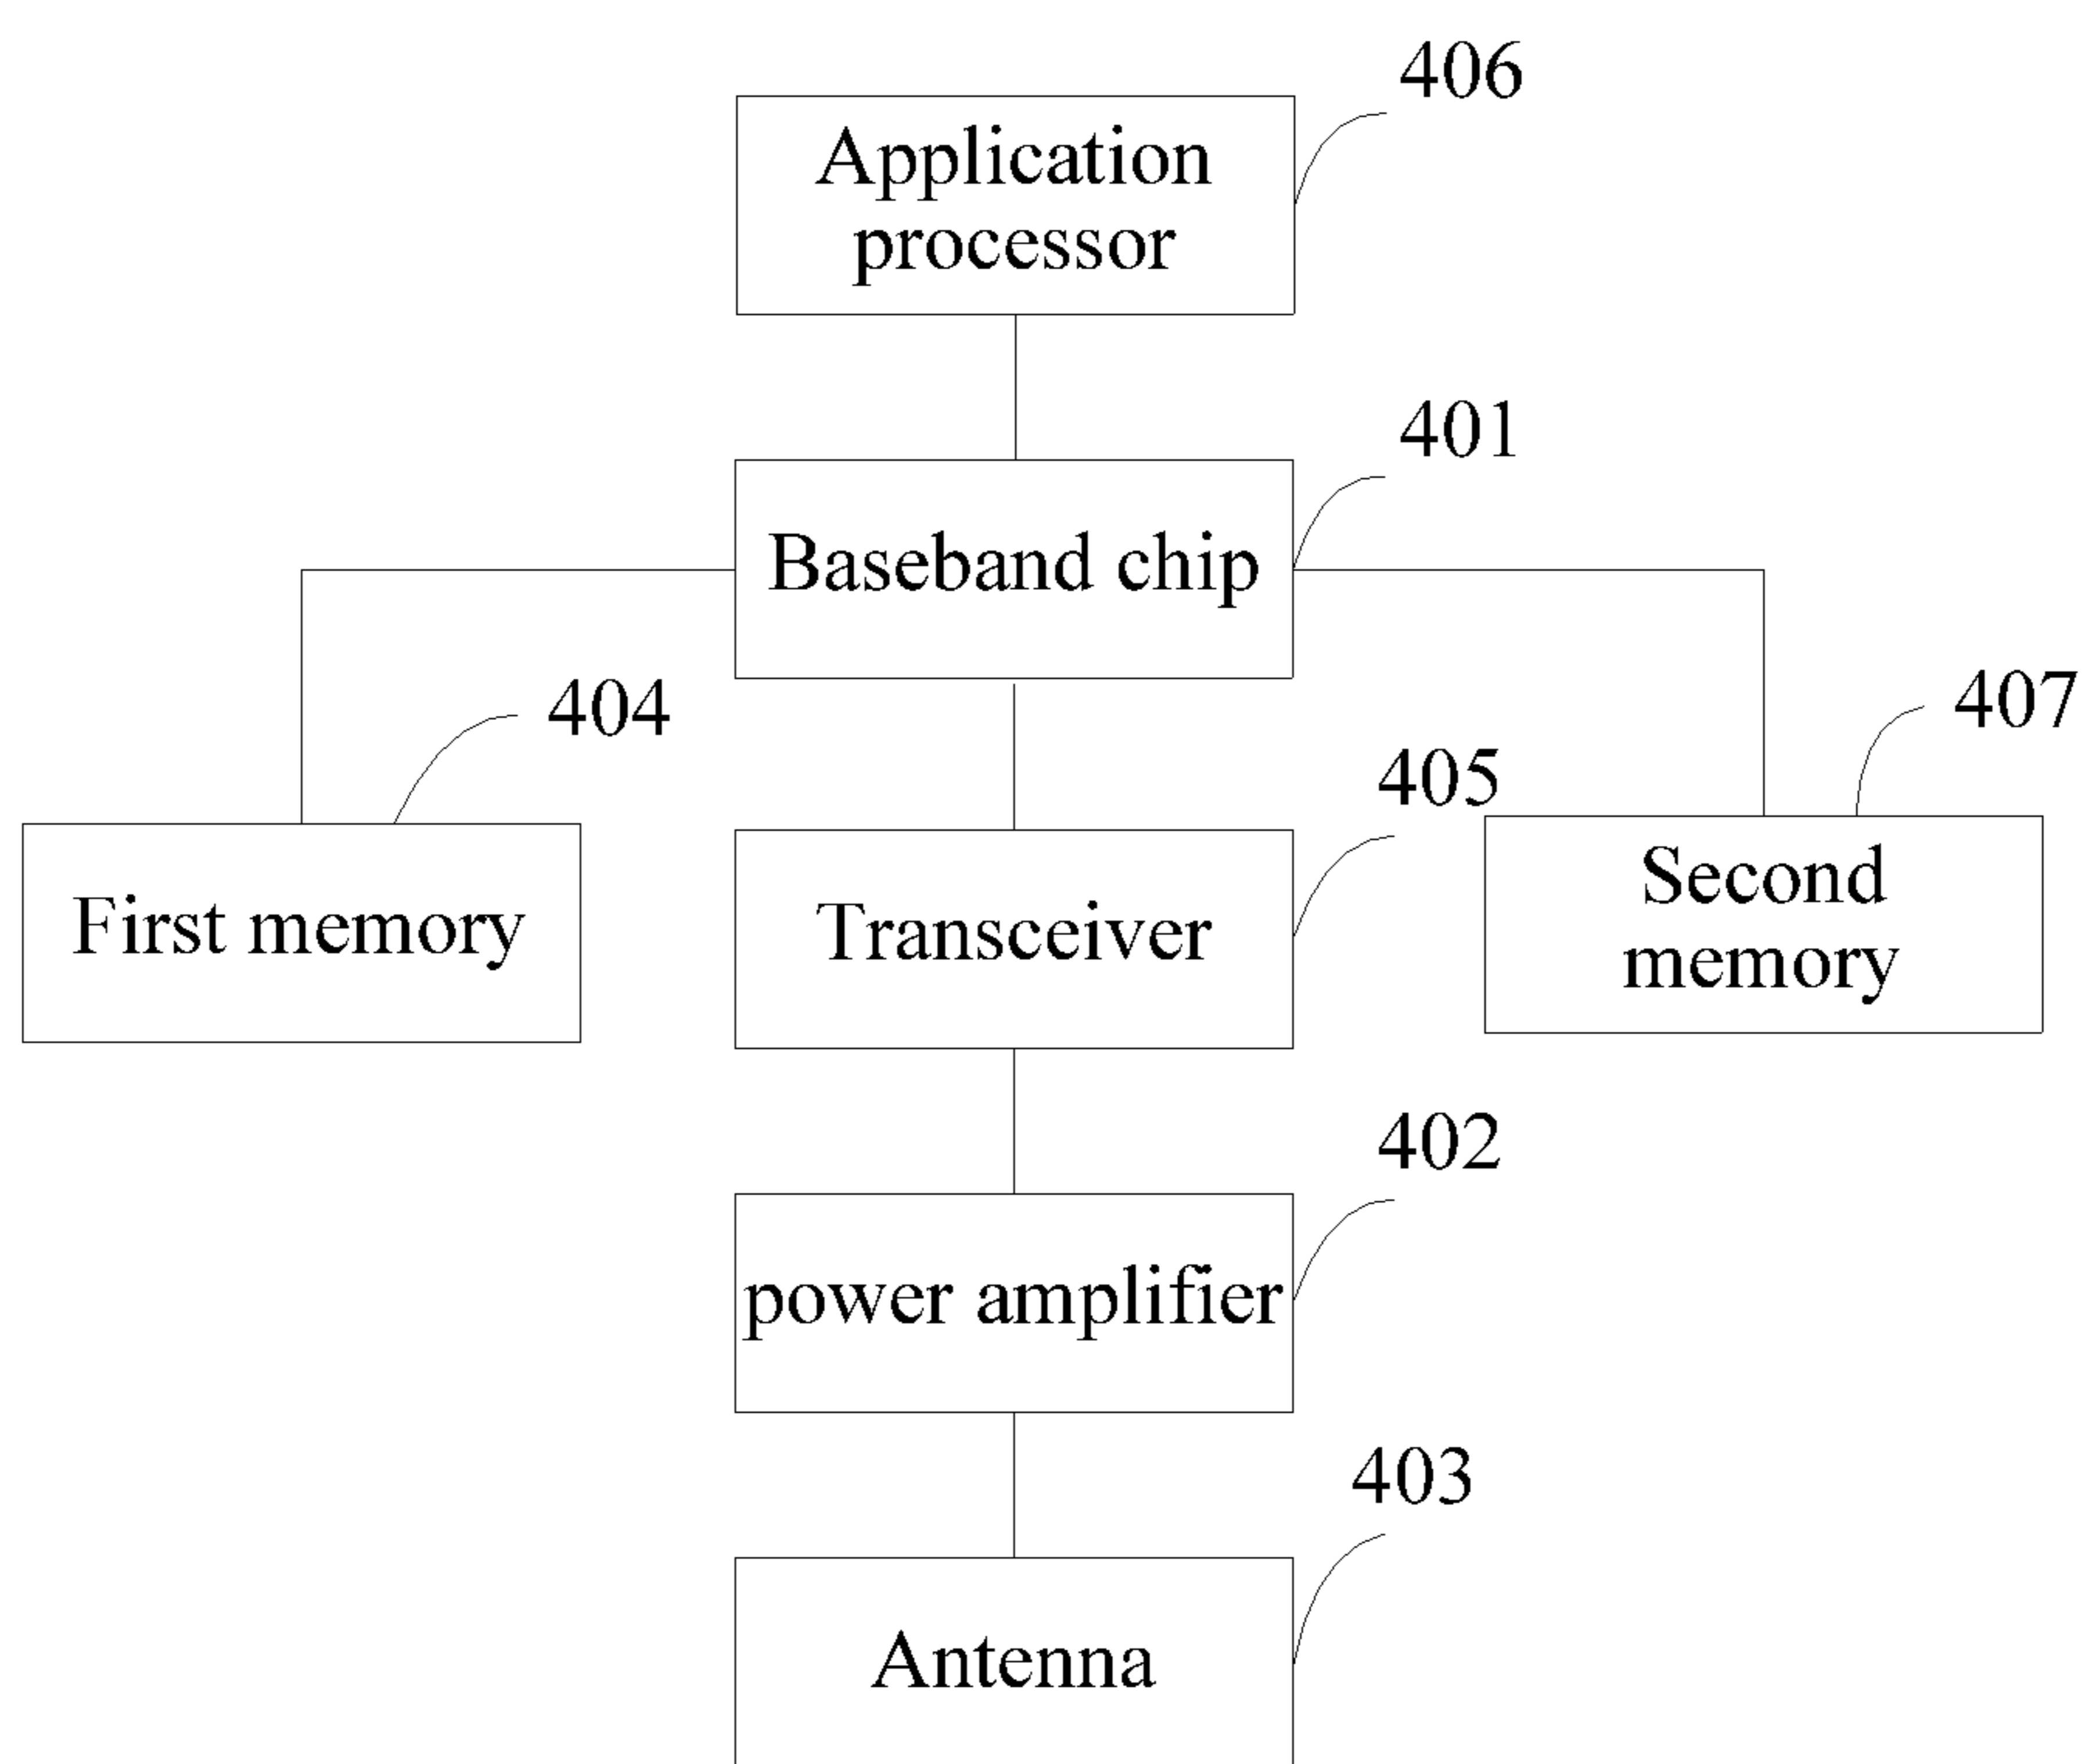 406
Application
processor
401
Baseband chip
404
407
405
First memory
Transceiver
Second
memory
402
power amplifier
403
Antenna